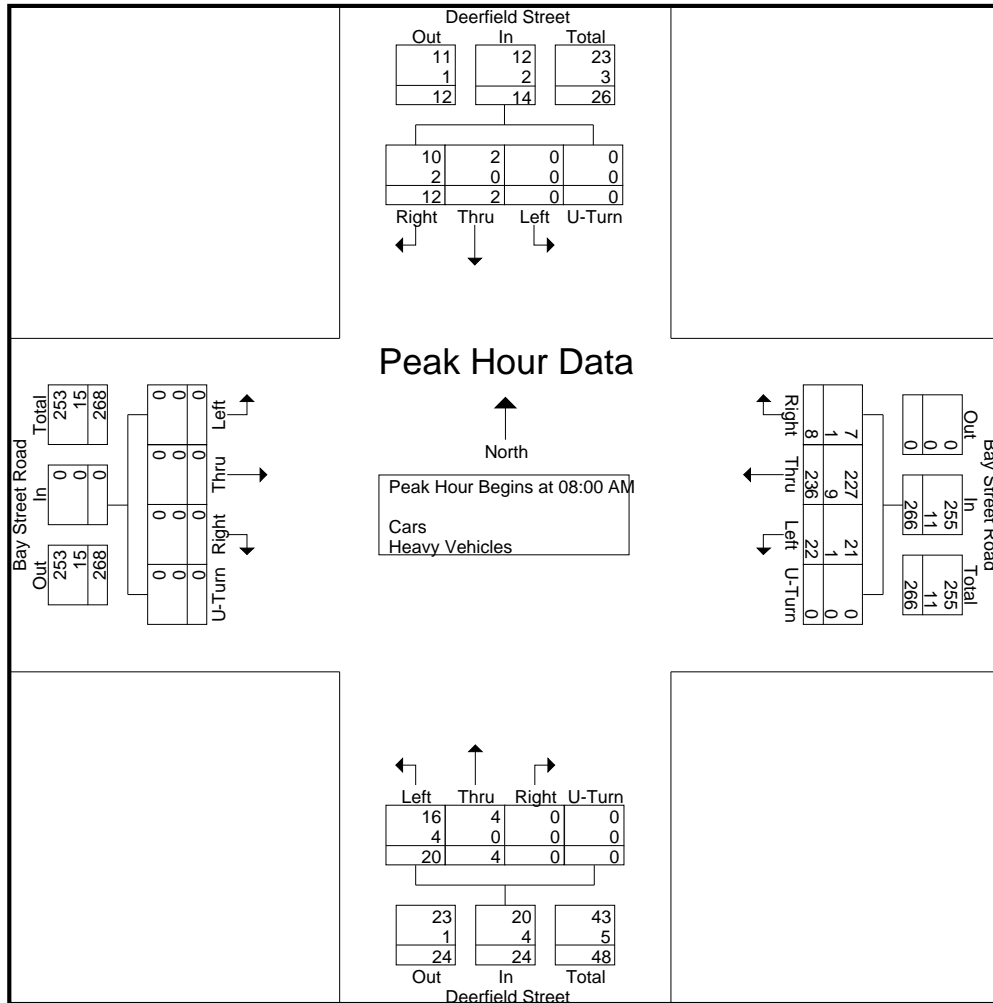 Deerfield Street
Out In Total
11 12 23
1 2 3
12 14 26
10 2 0 0
2 0 0 0
12 2 0 0
Right Thru Left U-Turn
Peak Hour Data
North
Peak Hour Begins at 08:00 AM
Cars
Heavy Vehicles
Bay Street Road
Out In Total
253 0 253
15 0 15
268 0 268
0 0 0 0
0 0 0 0
0 0 0 0
U-Turn Right Thru Left
Bay Street Road
Out In Total
0 255 255
0 11 11
0 266 266
7 227 21 0
1 9 1 0
8 236 22 0
Right Thru Left U-Turn
Left Thru Right U-Turn
16 4 0 0
4 0 0 0
20 4 0 0
23 20 43
1 4 5
24 24 48
Out In Total
Deerfield Street